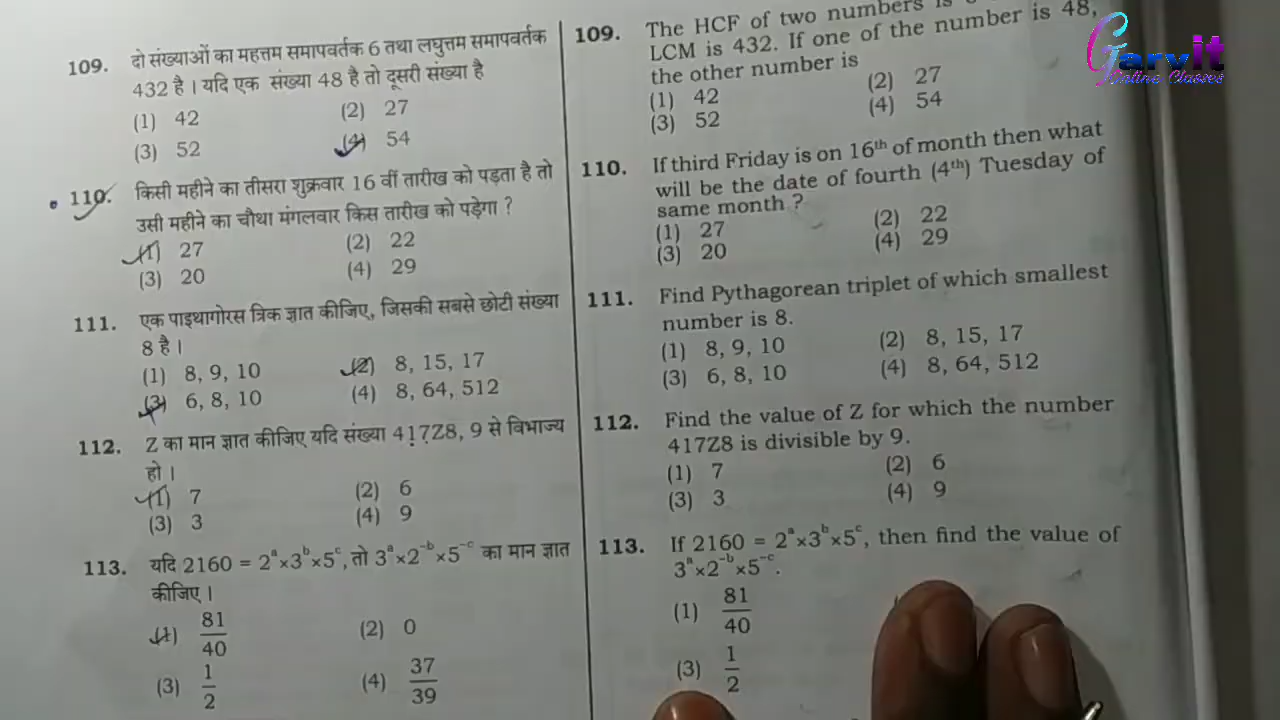 109. दो संख्याओं का महत्तम समापवर्तक 6 तथा लघुत्तम समापवर्तक
432 है । यदि एक संख्या 48 है तो दूसरी संख्या है
(1) 42 (2) 27
(3) 52 (4) 54
110. किसी महीने का तीसरा शुक्रवार 16 वीं तारीख को पड़ता है तो
उसी महीने का चौथा मंगलवार किस तारीख को पड़ेगा ?
(1) 27 (2) 22
(3) 20 (4) 29
111. एक पाइथागोरस त्रिक ज्ञात कीजिए, जिसकी सबसे छोटी संख्या
8 है ।
(1) 8, 9, 10 (2) 8, 15, 17
(3) 6, 8, 10 (4) 8, 64, 512
112. Z का मान ज्ञात कीजिए यदि संख्या 417Z8, 9 से विभाज्य
हो ।
(1) 7 (2) 6
(3) 3 (4) 9
113. यदि 2160 = 2ᵃ×3ᵇ×5ᶜ, तो 3ᵃ×2⁻ᵇ×5⁻ᶜ का मान ज्ञात
कीजिए ।
(1) 81/40 (2) 0
(3) 1/2 (4) 37/39
109. The HCF of two numbers is
LCM is 432. If one of the number is 48,
the other number is
(1) 42 (2) 27
(3) 52 (4) 54
110. If third Friday is on 16th of month then what
will be the date of fourth (4th) Tuesday of
same month ?
(1) 27 (2) 22
(3) 20 (4) 29
111. Find Pythagorean triplet of which smallest
number is 8.
(1) 8, 9, 10 (2) 8, 15, 17
(3) 6, 8, 10 (4) 8, 64, 512
112. Find the value of Z for which the number
417Z8 is divisible by 9.
(1) 7 (2) 6
(3) 3 (4) 9
113. If 2160 = 2ᵃ×3ᵇ×5ᶜ, then find the value of
3ᵃ×2⁻ᵇ×5⁻ᶜ.
(1) 81/40
(3) 1/2
Garvit
Online Classes